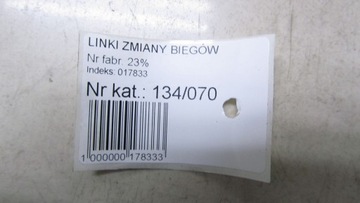 LINKI ZMIANY BIEGÓW
Nr fabr. 23%
Indeks: 017833
Nr kat.: 134/070
1 000000 178333